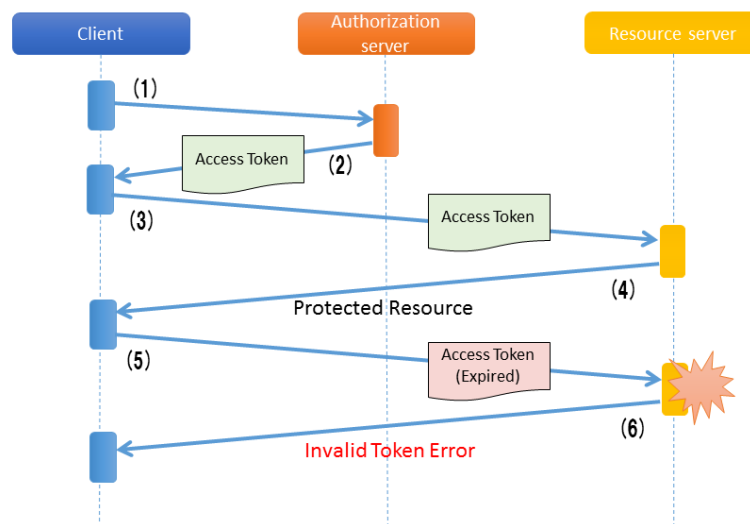 Client
Authorization
server
Resource server
(1)
Access Token
(2)
(3)
Access Token
(4)
Protected Resource
(5)
Access Token
(Expired)
(6)
Invalid Token Error